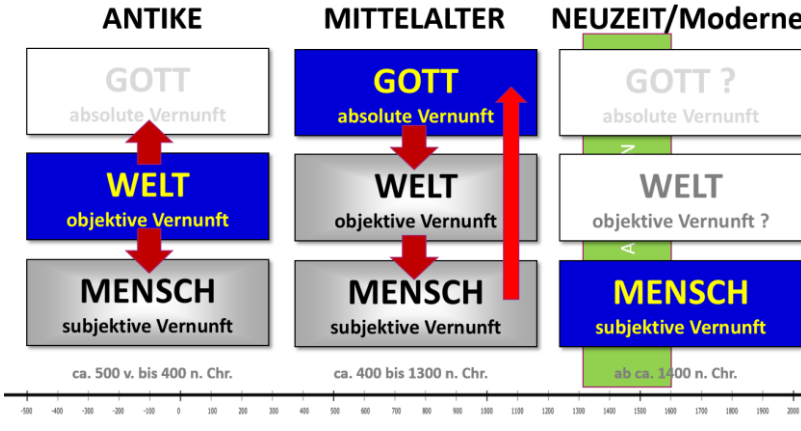 ANTIKE
MITTELALTER
NEUZEIT/Moderne
GOTT
absolute Vernunft
GOTT
absolute Vernunft
GOTT ?
absolute Vernunft
WELT
objektive Vernunft
WELT
objektive Vernunft
WELT
objektive Vernunft ?
MENSCH
subjektive Vernunft
MENSCH
subjektive Vernunft
MENSCH
subjektive Vernunft
ca. 500 v. bis 400 n. Chr.
ca. 400 bis 1300 n. Chr.
ab ca. 1400 n. Chr.
-500 -400 -300 -200 -100 0 100 200 300 400 500 600 700 800 900 1000 1100 1200 1300 1400 1500 1600 1700 1800 1900 2000